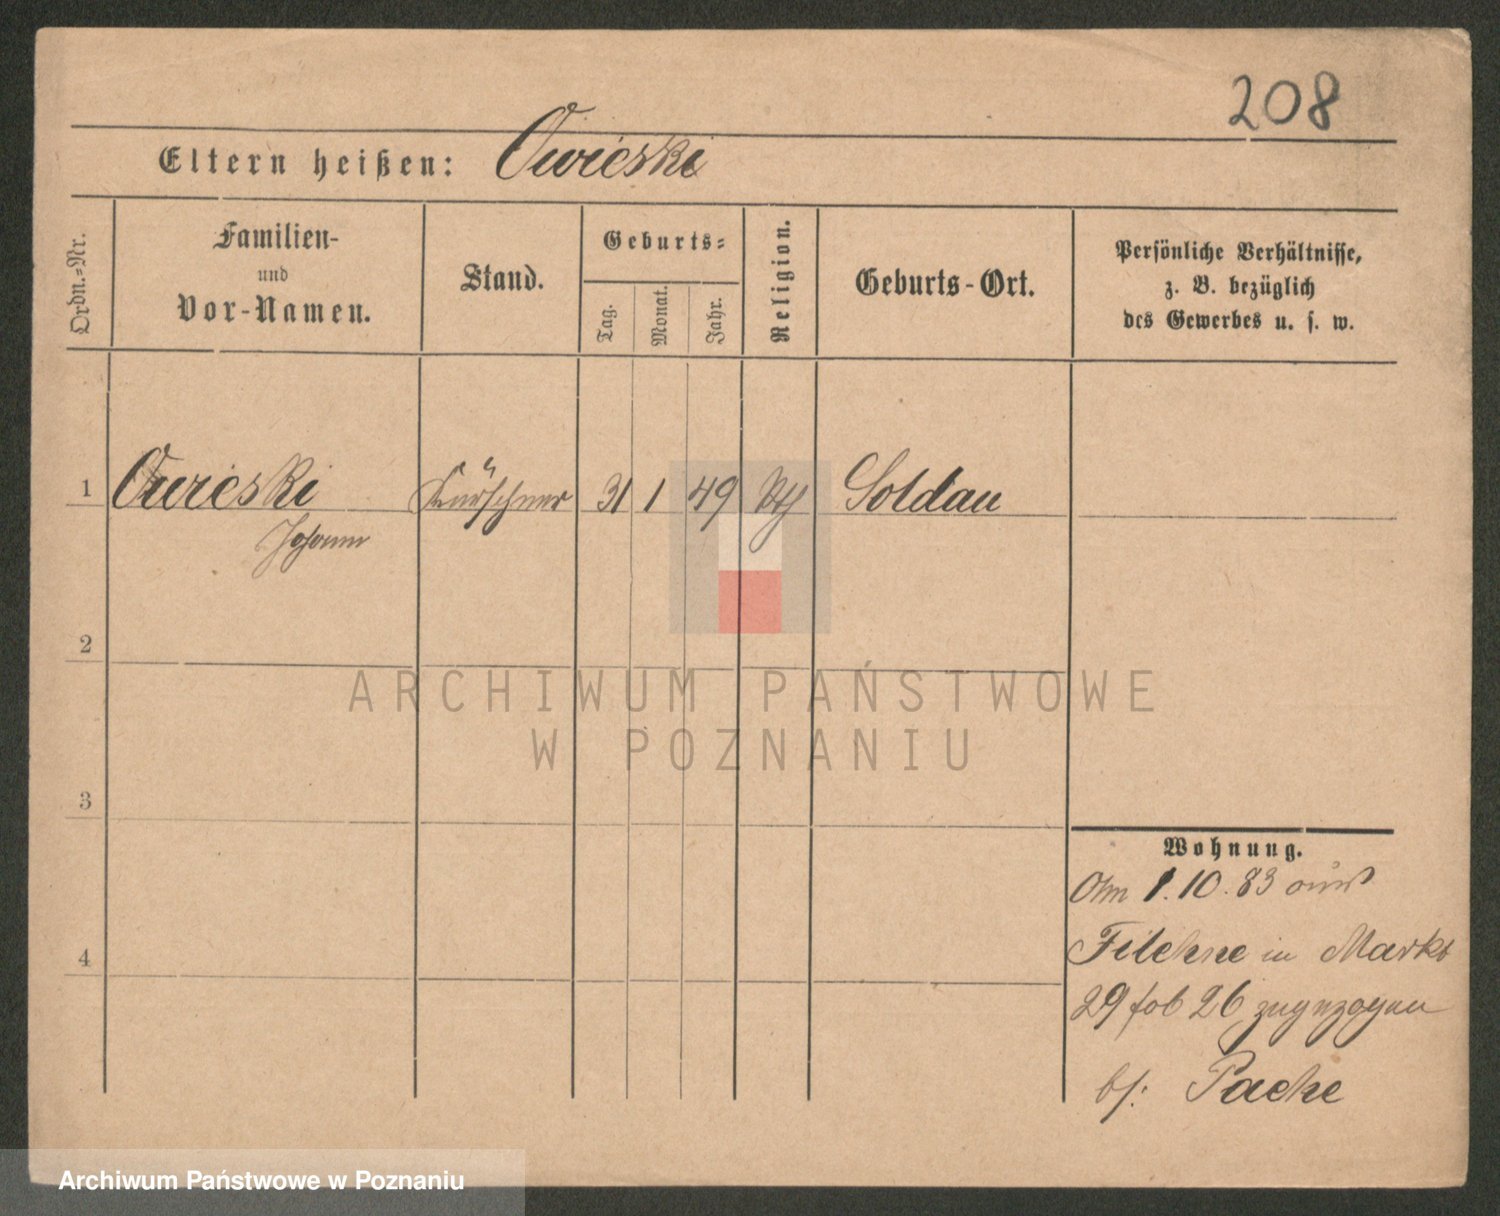 208
Eltern heißen: Owieski
Ordn.=Nr.
Familien-
und
Vor-Namen.
Stand.
Geburts=
Tag.
Monat.
Jahr.
Religion.
Geburts-Ort.
Persönliche Verhältnisse,
z. B. bezüglich
des Gewerbes u. s. w.
1 Owieski Kürschner 31 1 49 Soldau
Johann
2
3
4
Wohnung.
1.10.83 aus
Filehne in Markt
29 fol 26 zugezogen
bei: Packe
ARCHIWUM PAŃSTWOWE
W POZNANIU
Archiwum Państwowe w Poznaniu